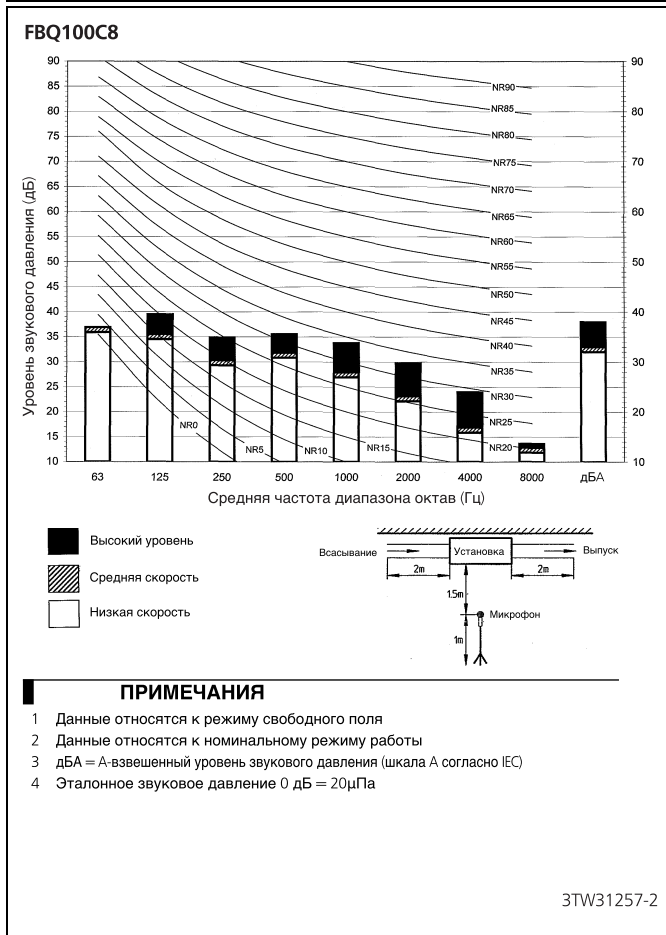 FBQ100C8
Уровень звукового давления (дБ)
90
85
80
75
70
65
60
55
50
45
40
35
30
25
20
15
10
NR90
NR85
NR80
NR75
NR70
NR65
NR60
NR55
NR50
NR45
NR40
NR35
NR30
NR25
NR20
NR0
NR5
NR10
NR15
90
80
70
60
50
40
30
20
10
63 125 250 500 1000 2000 4000 8000 дБА
Средняя частота диапазона октав (Гц)
Высокий уровень
Средняя скорость
Низкая скорость
Всасывание
Установка
Выпуск
2m
2m
1.5m
Микрофон
1m
ПРИМЕЧАНИЯ
1 Данные относятся к режиму свободного поля
2 Данные относятся к номинальному режиму работы
3 дБА = А-взвешенный уровень звукового давления (шкала А согласно IEC)
4 Эталонное звуковое давление 0 дБ = 20μПа
3TW31257-2